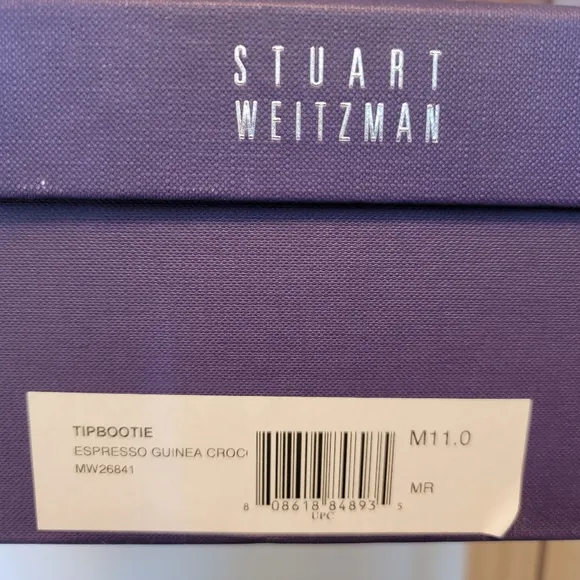 STUART
WEITZMAN
TIPBOOTIE
ESPRESSO GUINEA CROC
MW26841
M11.0
MR
8 08618 84893 5
UPC